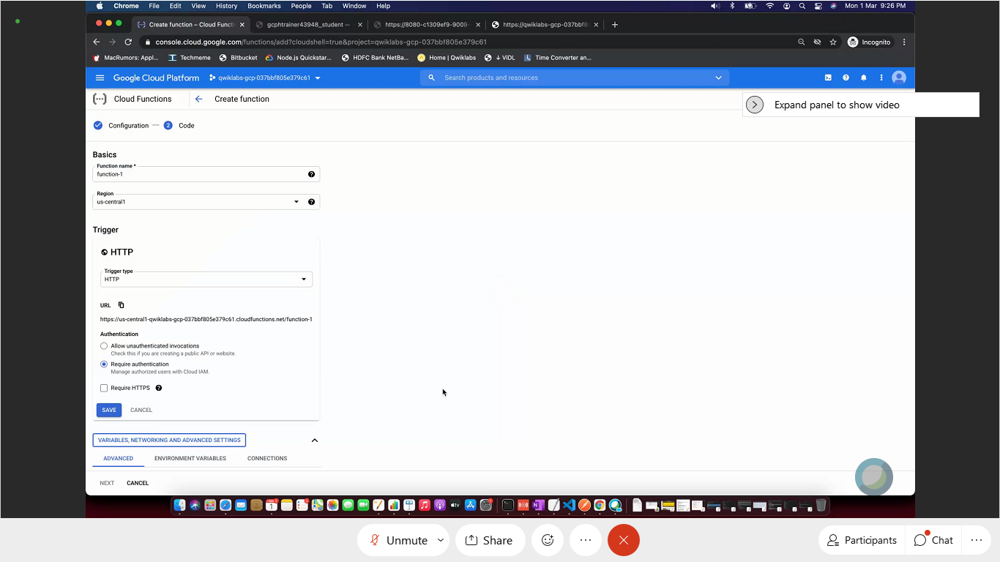 Chrome File Edit View History Bookmarks People Tab Window Help Mon 1 Mar 9:26 PM
Create function – Cloud Funct gcphtrainer43948_student — https://8080-c1309ef9-9009- https://qwiklabs-gcp-037bbf8
console.cloud.google.com/functions/add?cloudshell=true&project=qwiklabs-gcp-037bbf805e379c61 Incognito
MacRumors: Appl... Techmeme Bitbucket Node.js Quickstar... HDFC Bank NetBa... Home | Qwiklabs ↓ ViDL Time Converter an...
Google Cloud Platform qwiklabs-gcp-037bbf805e379c61 Search products and resources
Cloud Functions Create function
Expand panel to show video
Configuration — 2 Code
Basics
Function name *
function-1
Region
us-central1
Trigger
HTTP
Trigger type
HTTP
URL
https://us-central1-qwiklabs-gcp-037bbf805e379c61.cloudfunctions.net/function-1
Authentication
Allow unauthenticated invocations
Check this if you are creating a public API or website.
Require authentication
Manage authorized users with Cloud IAM.
Require HTTPS
SAVE CANCEL
VARIABLES, NETWORKING AND ADVANCED SETTINGS
ADVANCED ENVIRONMENT VARIABLES CONNECTIONS
NEXT CANCEL
Unmute Share Participants Chat